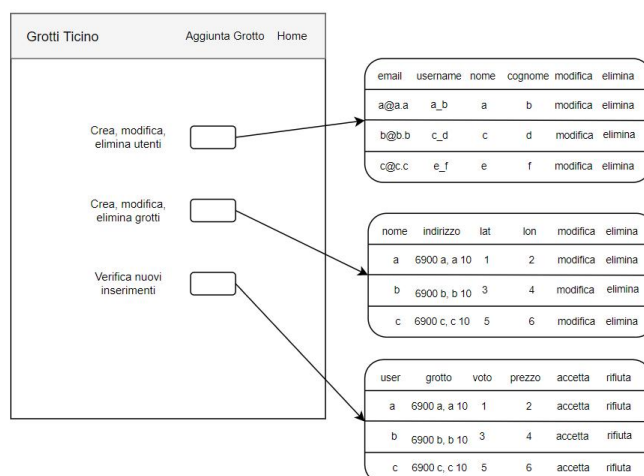 Grotti Ticino Aggiunta Grotto Home
Crea, modifica,
elimina utenti
Crea, modifica,
elimina grotti
Verifica nuovi
inserimenti
email username nome cognome modifica elimina
a@a.a a_b a b modifica elimina
b@b.b c_d c d modifica elimina
c@c.c e_f e f modifica elimina
nome indirizzo lat lon modifica elimina
a 6900 a, a 10 1 2 modifica elimina
b 6900 b, b 10 3 4 modifica elimina
c 6900 c, c 10 5 6 modifica elimina
user grotto voto prezzo accetta rifiuta
a 6900 a, a 10 1 2 accetta rifiuta
b 6900 b, b 10 3 4 accetta rifiuta
c 6900 c, c 10 5 6 accetta rifiuta